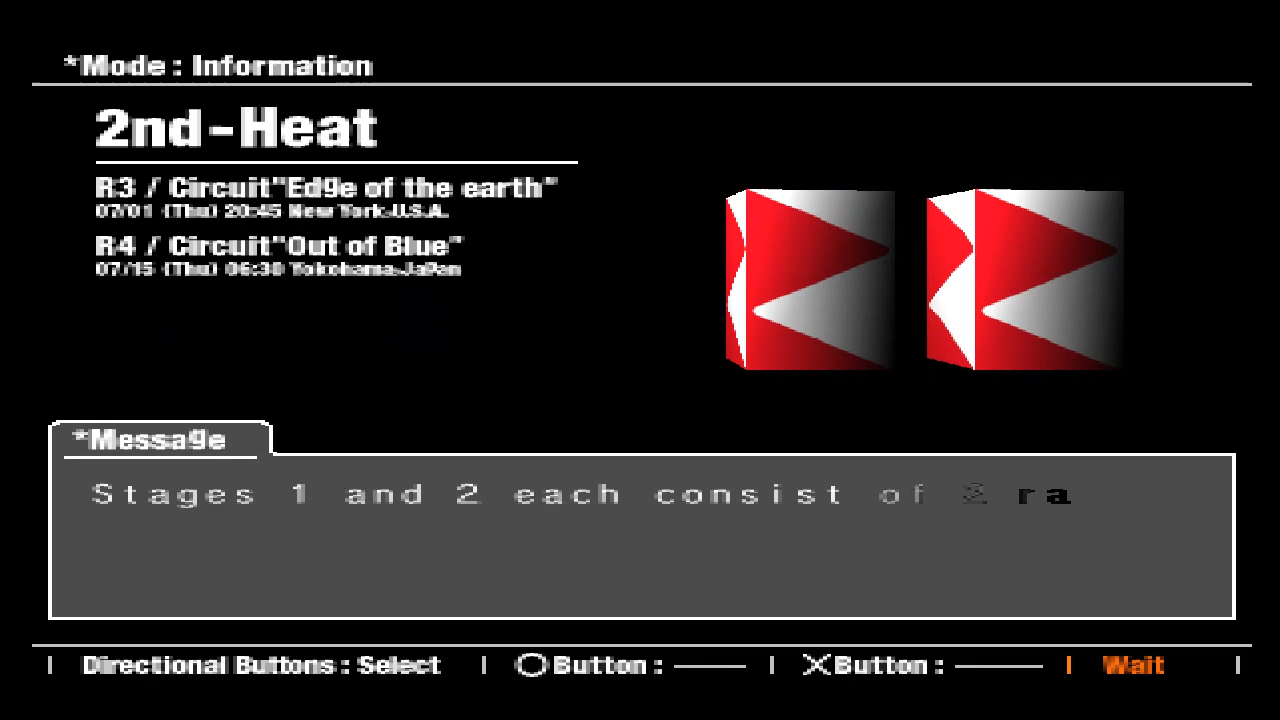 *Mode : Information
2nd-Heat
R3 / Circuit"Edge of the earth"
07/01 (Thu) 20:45 New York-U.S.A.
R4 / Circuit"Out of Blue"
07/15 (Thu) 06:30 Yokohama-Japan
*Message
Stages 1 and 2 each consist of 2 ra
Directional Buttons : Select
Button :
Button :
Wait